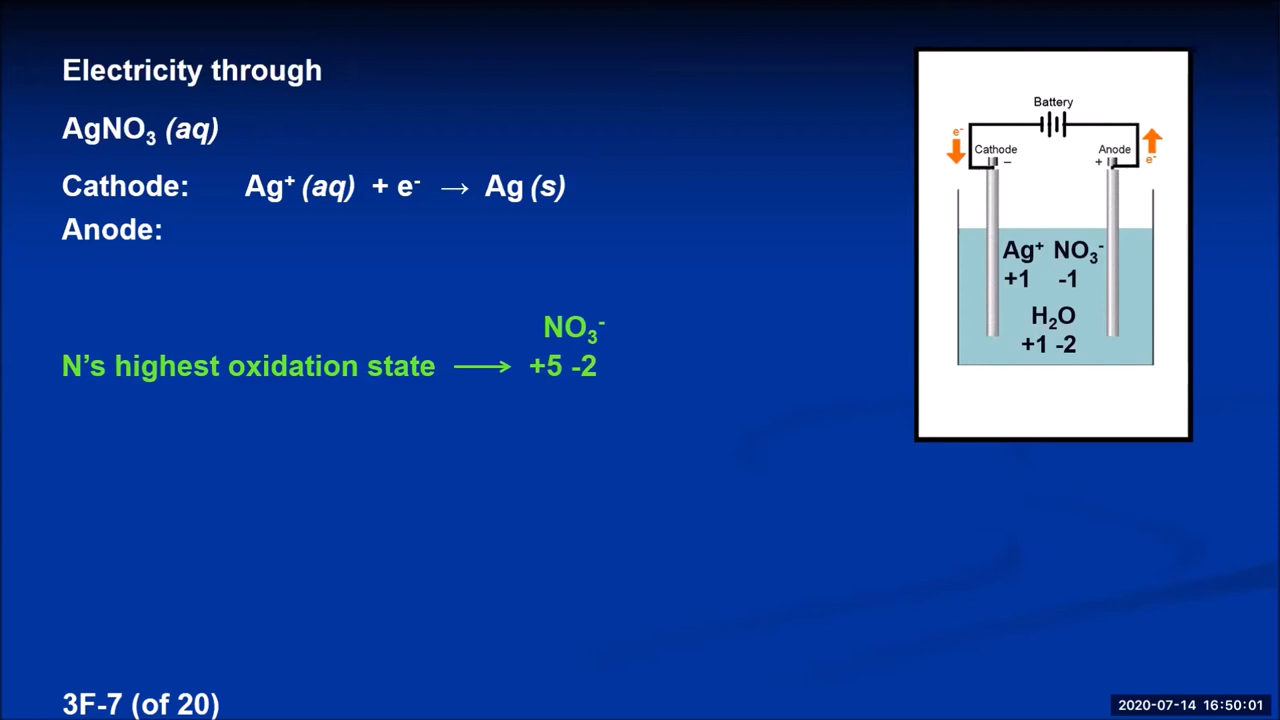 Electricity through
AgNO₃ (aq)
Cathode: Ag⁺ (aq) + e⁻ → Ag (s)
Anode:
NO₃⁻
N’s highest oxidation state ⟶ +5 -2
3F-7 (of 20)
Battery
e⁻
Cathode
−
Anode
+
e⁻
Ag⁺ NO₃⁻
+1 -1
H₂O
+1 -2
2020-07-14 16:50:01